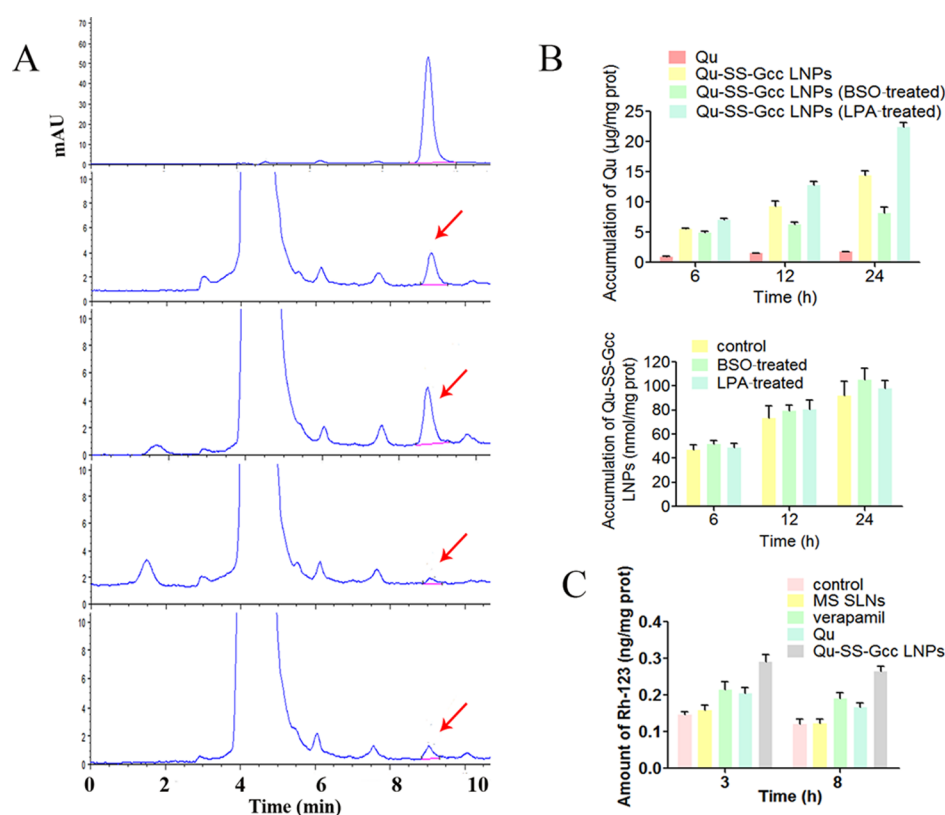 A
mAU
70
60
50
40
30
20
10
0
10
8
6
4
2
0
10
8
6
4
2
0
10
8
6
4
2
0
10
8
6
4
2
0
0 2 4 6 8 10
Time (min)
B
Qu
Qu-SS-Gcc LNPs
Qu-SS-Gcc LNPs (BSO-treated)
Qu-SS-Gcc LNPs (LPA-treated)
Accumulation of Qu (μg/mg prot)
25
20
15
10
5
0
6 12 24
Time (h)
control
BSO-treated
LPA-treated
Accumulation of Qu-SS-Gcc
LNPs (nmol/mg prot)
120
100
80
60
40
20
0
6 12 24
Time (h)
C
control
MS SLNs
verapamil
Qu
Qu-SS-Gcc LNPs
Amount of Rh-123 (ng/mg prot)
0.4
0.3
0.2
0.1
0.0
3 8
Time (h)